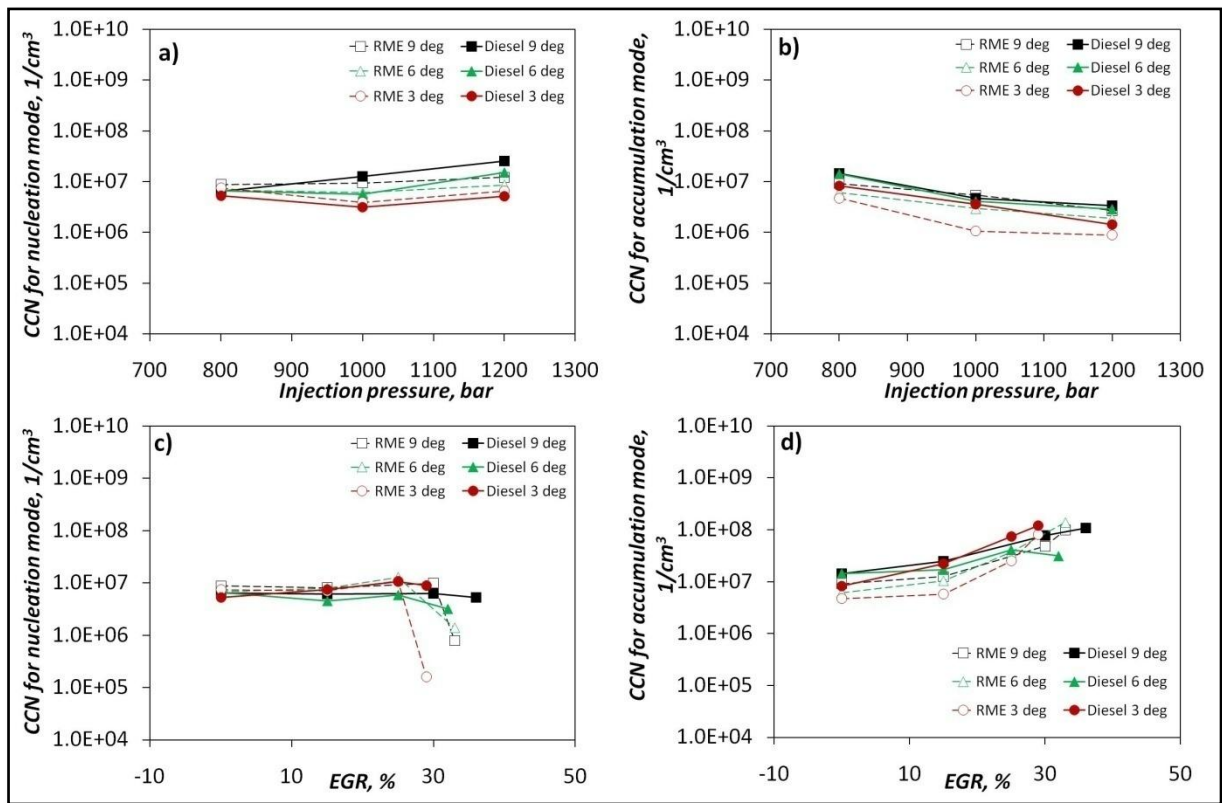 a)
CCN for nucleation mode, 1/cm³
1.0E+10
1.0E+09
1.0E+08
1.0E+07
1.0E+06
1.0E+05
1.0E+04
RME 9 deg Diesel 9 deg
RME 6 deg Diesel 6 deg
RME 3 deg Diesel 3 deg
700 800 900 1000 1100 1200 1300
Injection pressure, bar
b)
CCN for accumulation mode,
1/cm³
1.0E+10
1.0E+09
1.0E+08
1.0E+07
1.0E+06
1.0E+05
1.0E+04
RME 9 deg Diesel 9 deg
RME 6 deg Diesel 6 deg
RME 3 deg Diesel 3 deg
700 800 900 1000 1100 1200 1300
Injection pressure, bar
c)
CCN for nucleation mode, 1/cm³
1.0E+10
1.0E+09
1.0E+08
1.0E+07
1.0E+06
1.0E+05
1.0E+04
RME 9 deg Diesel 9 deg
RME 6 deg Diesel 6 deg
RME 3 deg Diesel 3 deg
-10 10 30 50
EGR, %
d)
CCN for accumulation mode,
1/cm³
1.0E+10
1.0E+09
1.0E+08
1.0E+07
1.0E+06
1.0E+05
1.0E+04
RME 9 deg Diesel 9 deg
RME 6 deg Diesel 6 deg
RME 3 deg Diesel 3 deg
-10 10 30 50
EGR, %